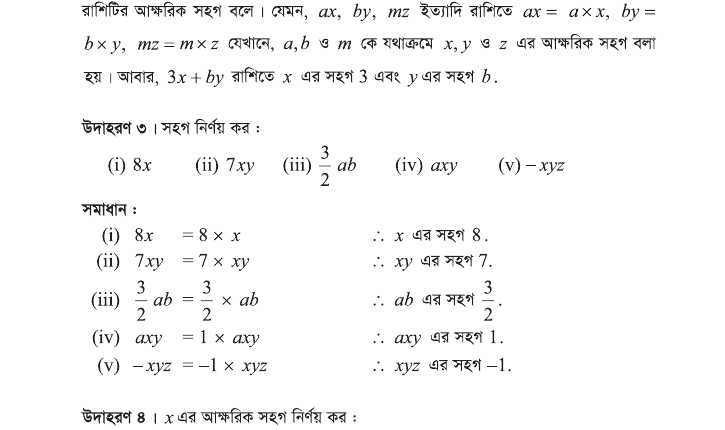 রাশিটির আক্ষরিক সহগ বলে। যেমন, ax, by, mz ইত্যাদি রাশিতে ax = a×x, by =
b×y, mz = m×z যেখানে, a,b ও m কে যথাক্রমে x, y ও z এর আক্ষরিক সহগ বলা
হয়। আবার, 3x + by রাশিতে x এর সহগ 3 এবং y এর সহগ b.
উদাহরণ ৩। সহগ নির্ণয় কর :
(i) 8x (ii) 7xy (iii) 3/2 ab (iv) axy (v) – xyz
সমাধান :
(i) 8x = 8 × x ∴ x এর সহগ 8.
(ii) 7xy = 7 × xy ∴ xy এর সহগ 7.
(iii) 3/2 ab = 3/2 × ab ∴ ab এর সহগ 3/2.
(iv) axy = 1 × axy ∴ axy এর সহগ 1.
(v) – xyz = –1 × xyz ∴ xyz এর সহগ –1.
উদাহরণ ৪। x এর আক্ষরিক সহগ নির্ণয় কর :